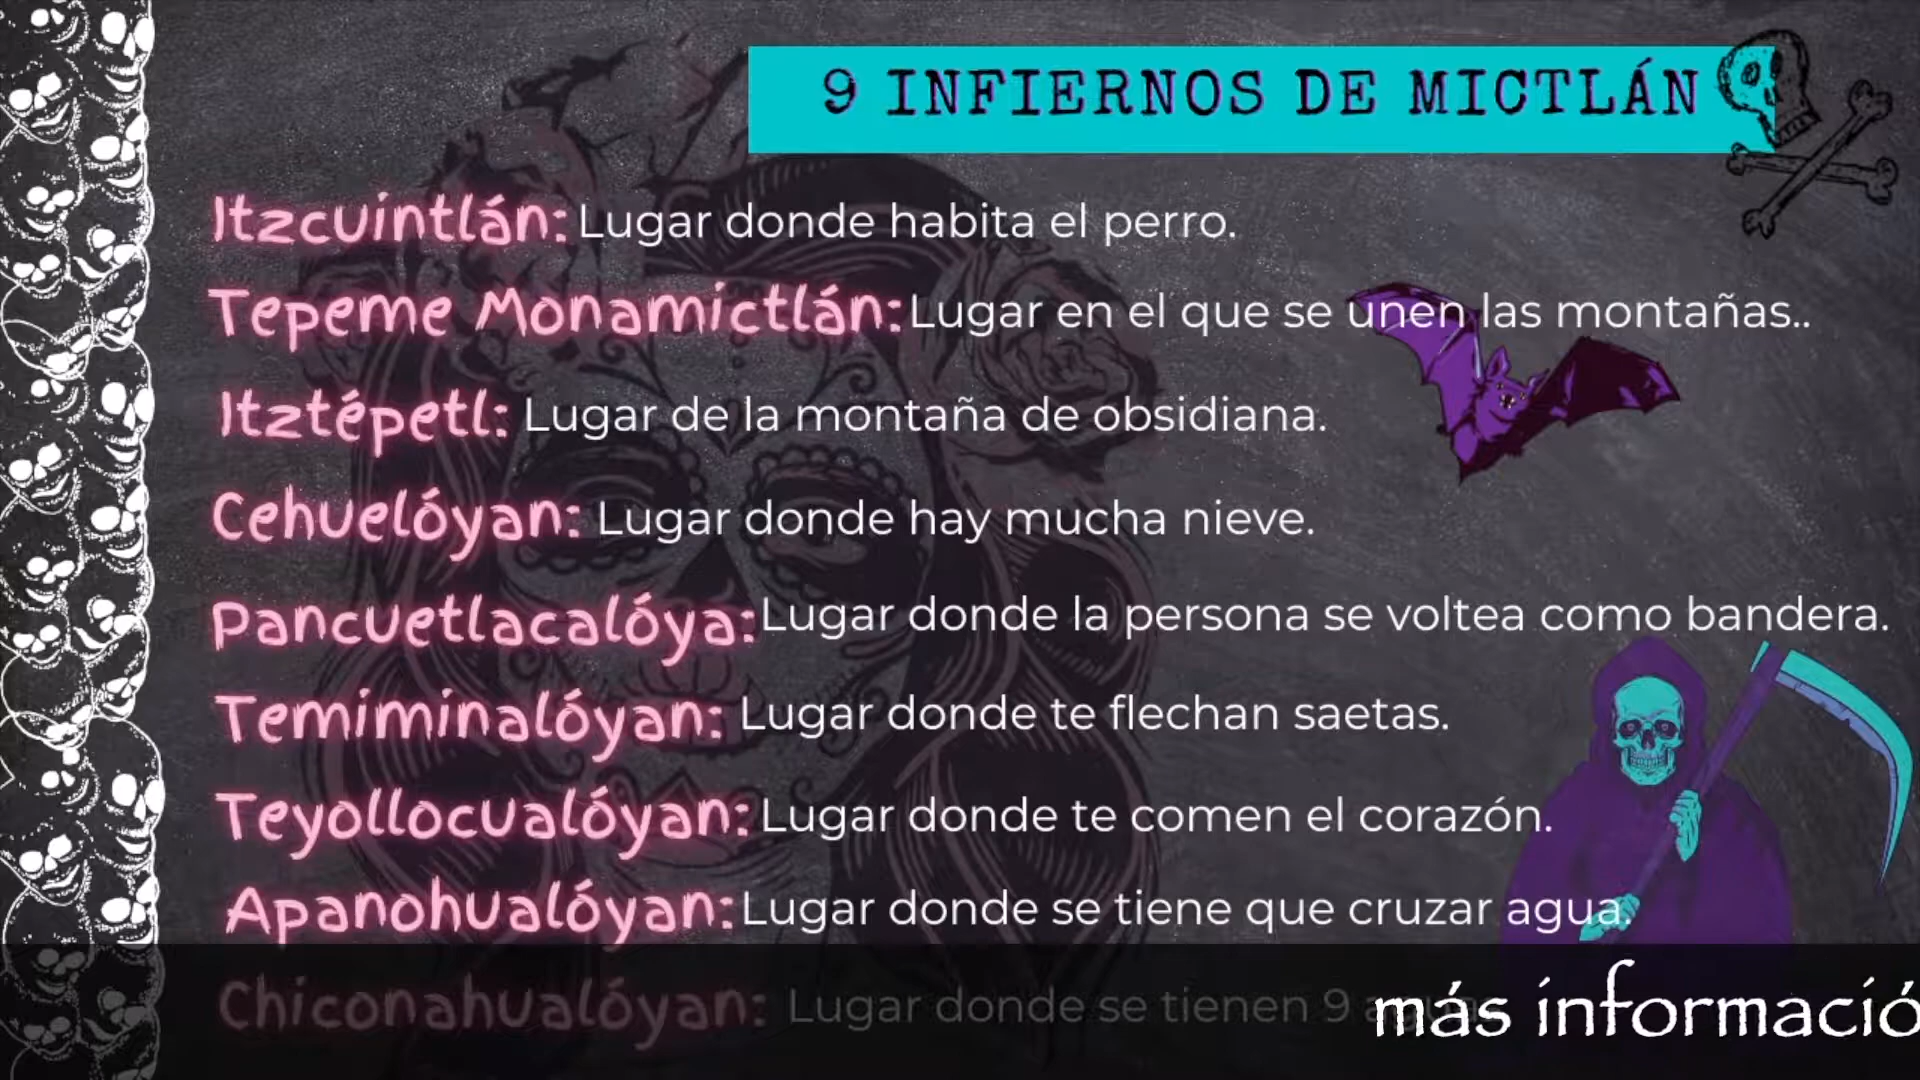 9 INFIERNOS DE MICTLÁN
Itzcuintlán: Lugar donde habita el perro.
Tepeme Monamictlán: Lugar en el que se unen las montañas..
Itztépetl: Lugar de la montaña de obsidiana.
Cehuelóyan: Lugar donde hay mucha nieve.
Pancuetlacalóya: Lugar donde la persona se voltea como bandera.
Temiminalóyan: Lugar donde te flechan saetas.
Teyollocualóyan: Lugar donde te comen el corazón.
Apanohualóyan: Lugar donde se tiene que cruzar agua.
Chiconahualóyan: Lugar donde se tienen 9
más informació